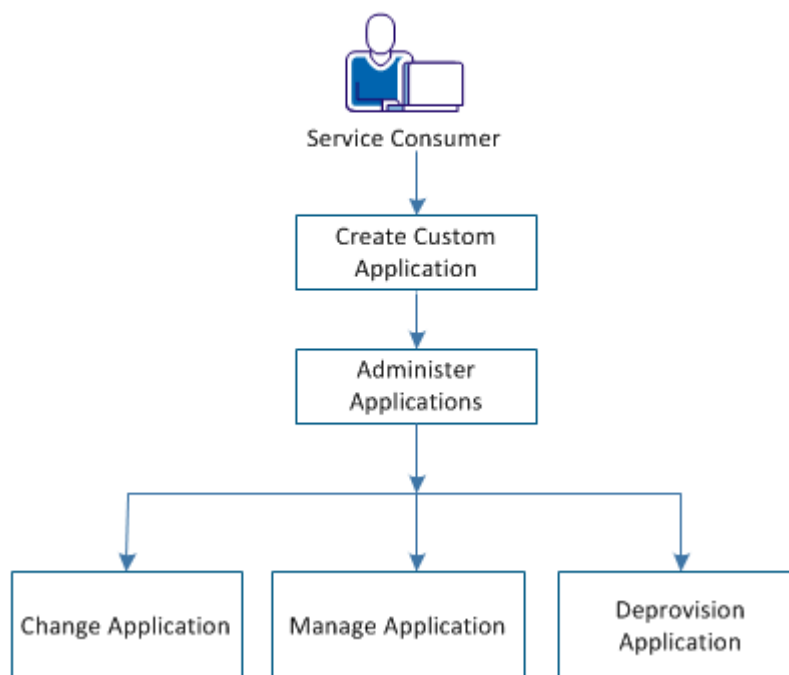 Service Consumer
Create Custom
Application
Administer
Applications
Change Application
Manage Application
Deprovision
Application